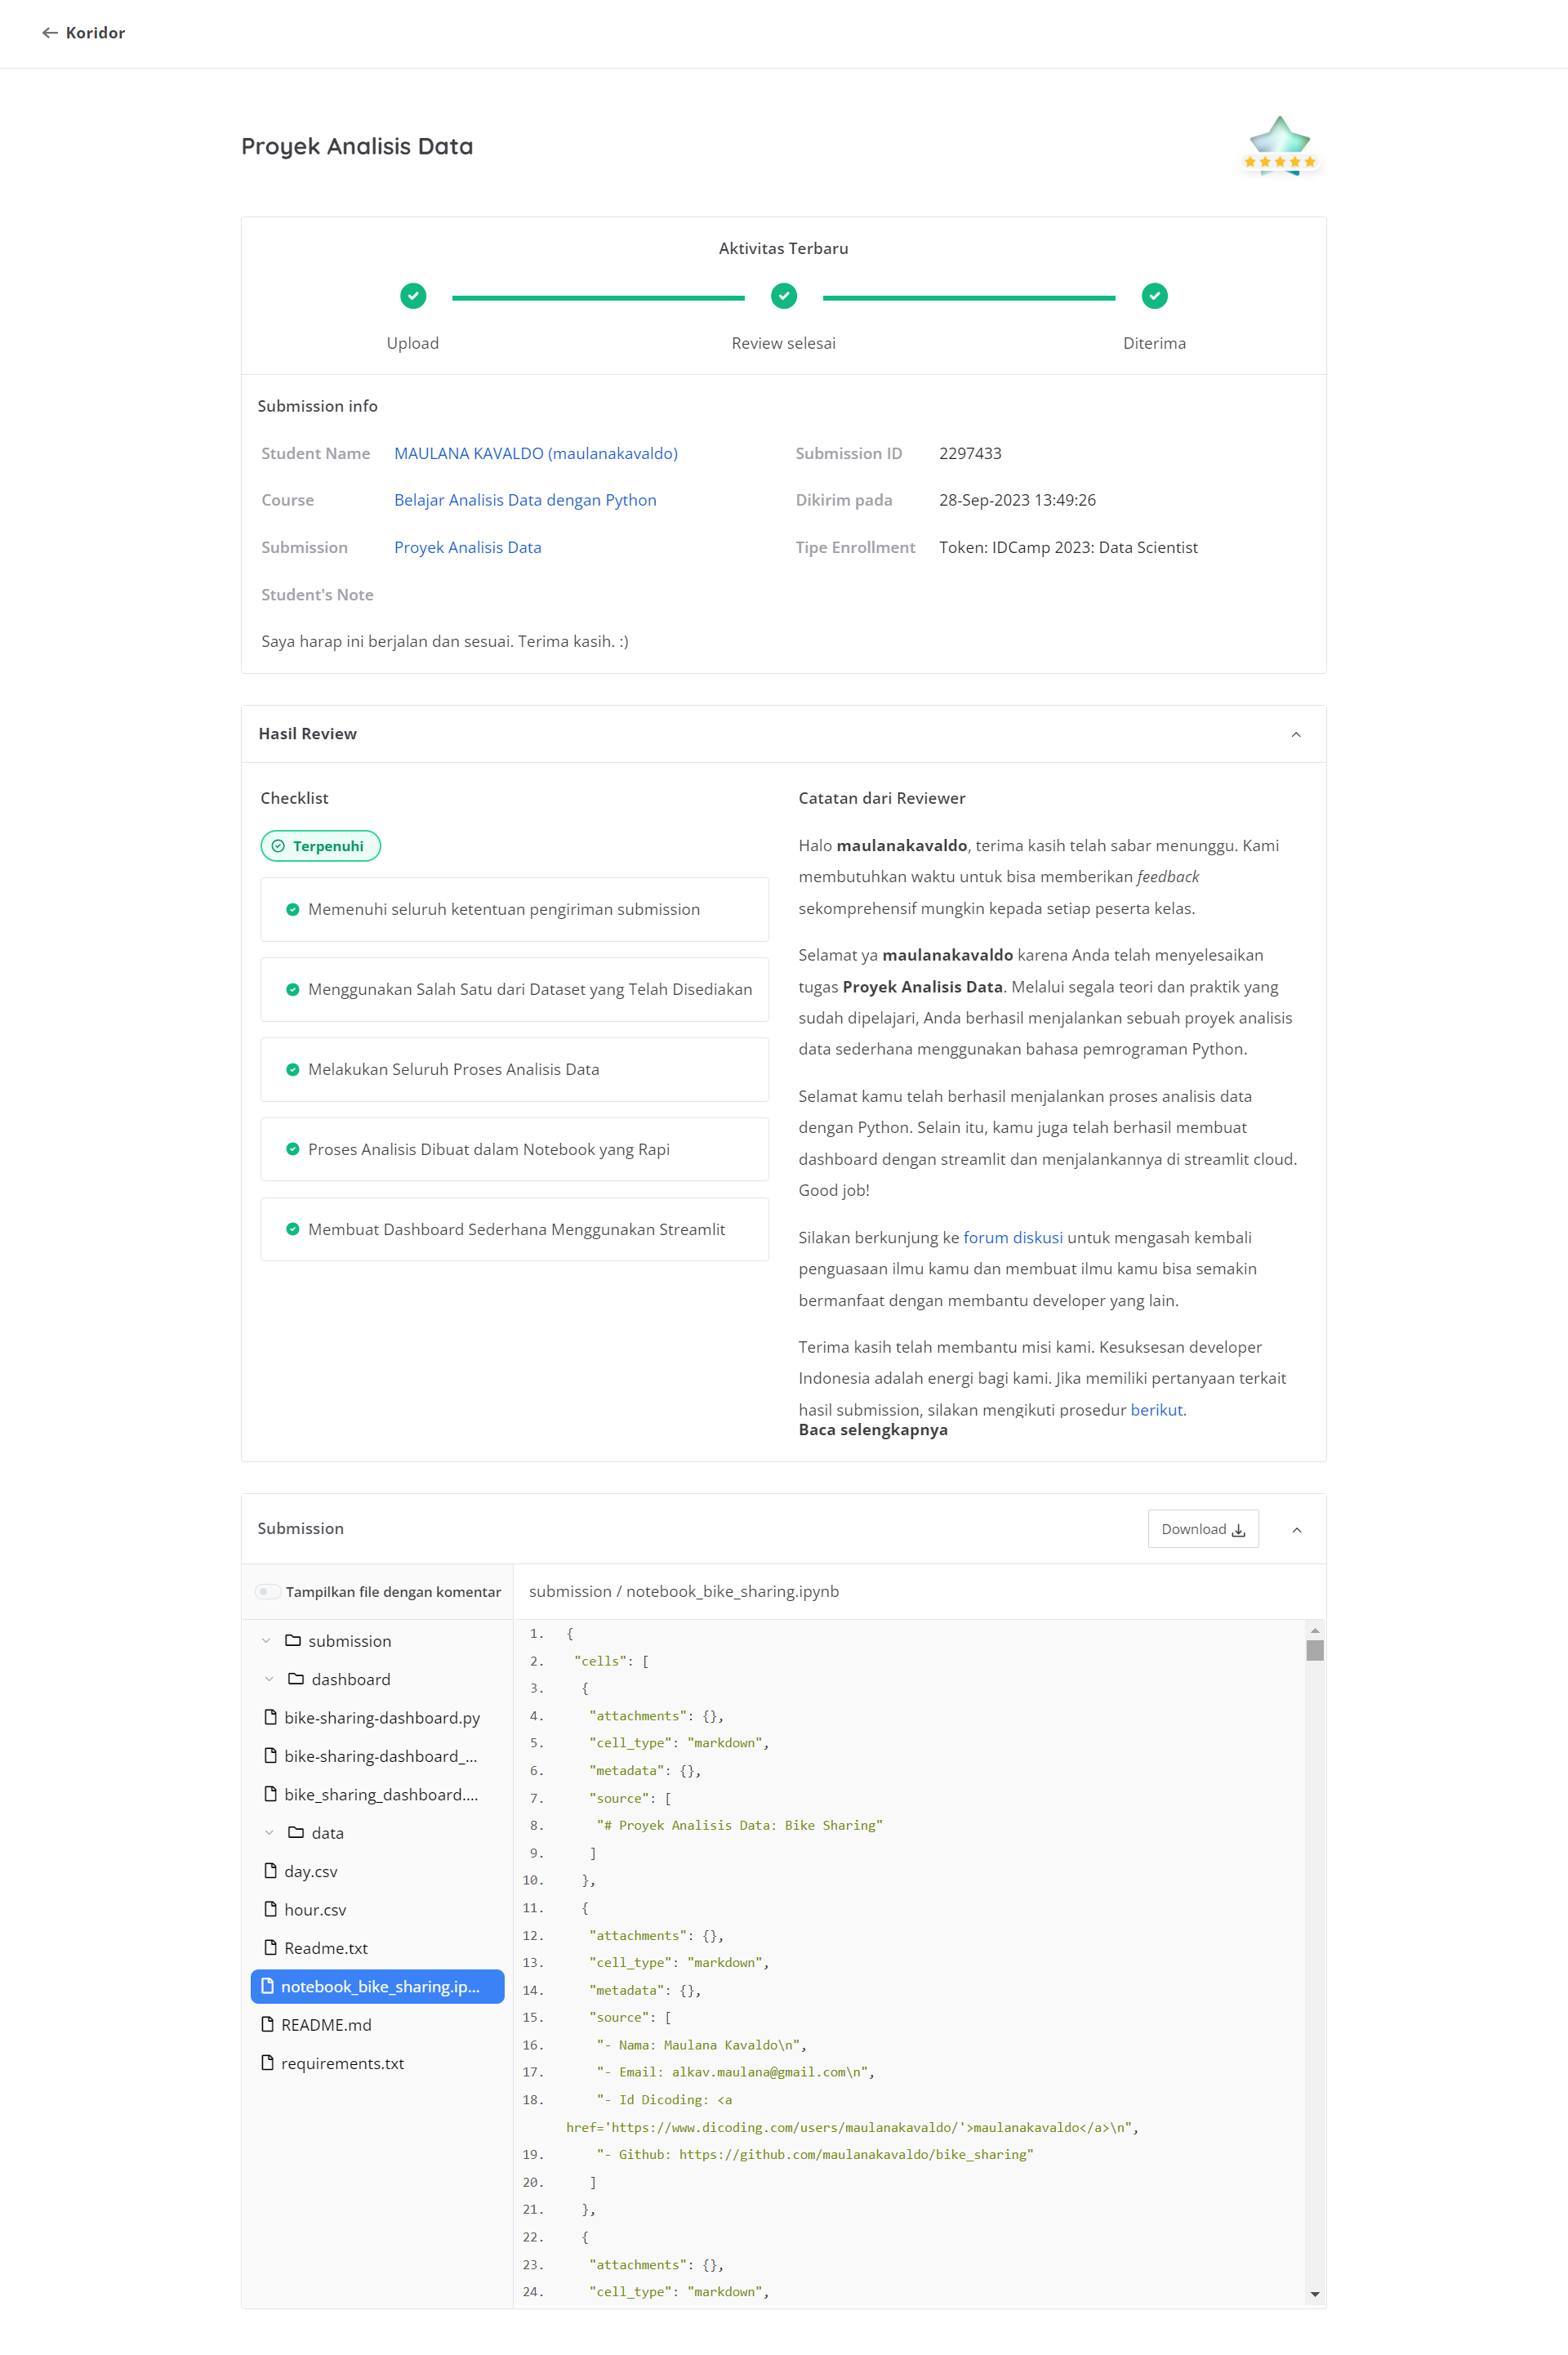 Koridor
Proyek Analisis Data
Aktivitas Terbaru
Upload
Review selesai
Diterima
Submission info
Student Name MAULANA KAVALDO (maulanakavaldo)
Submission ID 2297433
Course Belajar Analisis Data dengan Python
Dikirim pada 28-Sep-2023 13:49:26
Submission Proyek Analisis Data
Tipe Enrollment Token: IDCamp 2023: Data Scientist
Student's Note
Saya harap ini berjalan dan sesuai. Terima kasih. :)
Hasil Review
Checklist
Terpenuhi
Memenuhi seluruh ketentuan pengiriman submission
Menggunakan Salah Satu dari Dataset yang Telah Disediakan
Melakukan Seluruh Proses Analisis Data
Proses Analisis Dibuat dalam Notebook yang Rapi
Membuat Dashboard Sederhana Menggunakan Streamlit
Catatan dari Reviewer
Halo maulanakavaldo, terima kasih telah sabar menunggu. Kami
membutuhkan waktu untuk bisa memberikan feedback
sekomprehensif mungkin kepada setiap peserta kelas.
Selamat ya maulanakavaldo karena Anda telah menyelesaikan
tugas Proyek Analisis Data. Melalui segala teori dan praktik yang
sudah dipelajari, Anda berhasil menjalankan sebuah proyek analisis
data sederhana menggunakan bahasa pemrograman Python.
Selamat kamu telah berhasil menjalankan proses analisis data
dengan Python. Selain itu, kamu juga telah berhasil membuat
dashboard dengan streamlit dan menjalankannya di streamlit cloud.
Good job!
Silakan berkunjung ke forum diskusi untuk mengasah kembali
penguasaan ilmu kamu dan membuat ilmu kamu bisa semakin
bermanfaat dengan membantu developer yang lain.
Terima kasih telah membantu misi kami. Kesuksesan developer
Indonesia adalah energi bagi kami. Jika memiliki pertanyaan terkait
hasil submission, silakan mengikuti prosedur berikut.
Baca selengkapnya
Submission
Download
Tampilkan file dengan komentar
submission
dashboard
bike-sharing-dashboard.py
bike-sharing-dashboard_...
bike_sharing_dashboard....
data
day.csv
hour.csv
Readme.txt
notebook_bike_sharing.ip...
README.md
requirements.txt
submission / notebook_bike_sharing.ipynb
1. {
2. "cells": [
3. {
4. "attachments": {},
5. "cell_type": "markdown",
6. "metadata": {},
7. "source": [
8. "# Proyek Analisis Data: Bike Sharing"
9. ]
10. },
11. {
12. "attachments": {},
13. "cell_type": "markdown",
14. "metadata": {},
15. "source": [
16. "- Nama: Maulana Kavaldo\n",
17. "- Email: alkav.maulana@gmail.com\n",
18. "- Id Dicoding: <a
href='https://www.dicoding.com/users/maulanakavaldo/'>maulanakavaldo</a>\n",
19. "- Github: https://github.com/maulanakavaldo/bike_sharing"
20. ]
21. },
22. {
23. "attachments": {},
24. "cell_type": "markdown",